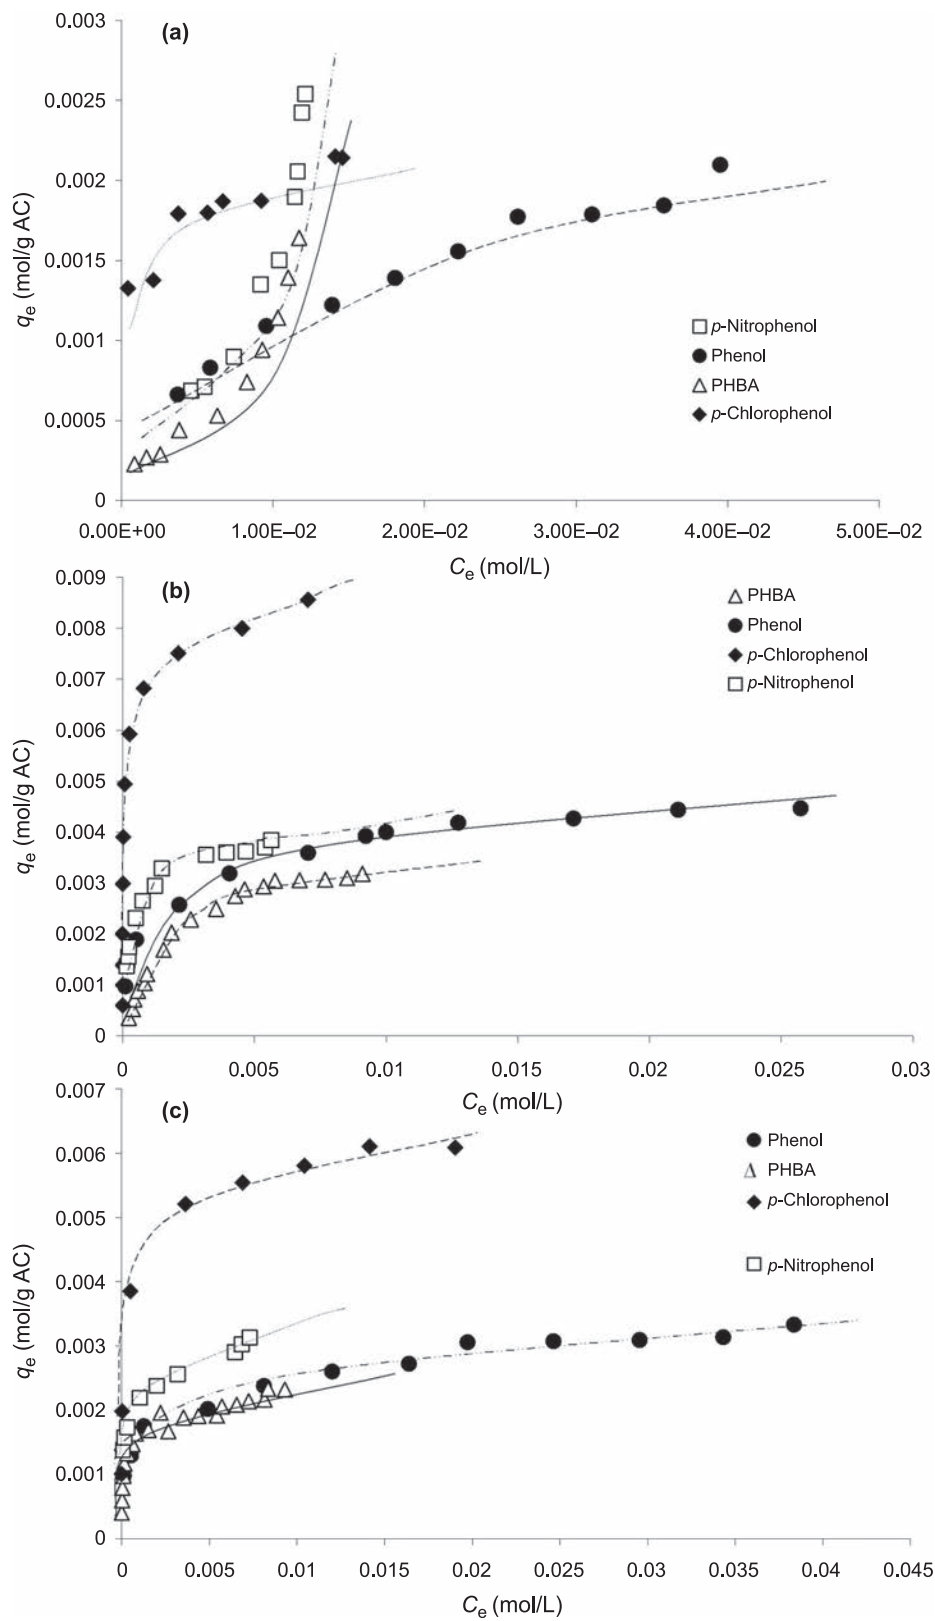 (a)
0.003
0.0025
0.002
0.0015
0.001
0.0005
0
qe (mol/g AC)
p-Nitrophenol
Phenol
PHBA
p-Chlorophenol
0.00E+00 1.00E–02 2.00E–02 3.00E–02 4.00E–02 5.00E–02
Ce (mol/L)
(b)
0.009
0.008
0.007
0.006
0.005
0.004
0.003
0.002
0.001
0
qe (mol/g AC)
PHBA
Phenol
p-Chlorophenol
p-Nitrophenol
0 0.005 0.01 0.015 0.02 0.025 0.03
Ce (mol/L)
(c)
0.007
0.006
0.005
0.004
0.003
0.002
0.001
0
qe (mol/g AC)
Phenol
PHBA
p-Chlorophenol
p-Nitrophenol
0 0.005 0.01 0.015 0.02 0.025 0.03 0.035 0.04 0.045
Ce (mol/L)